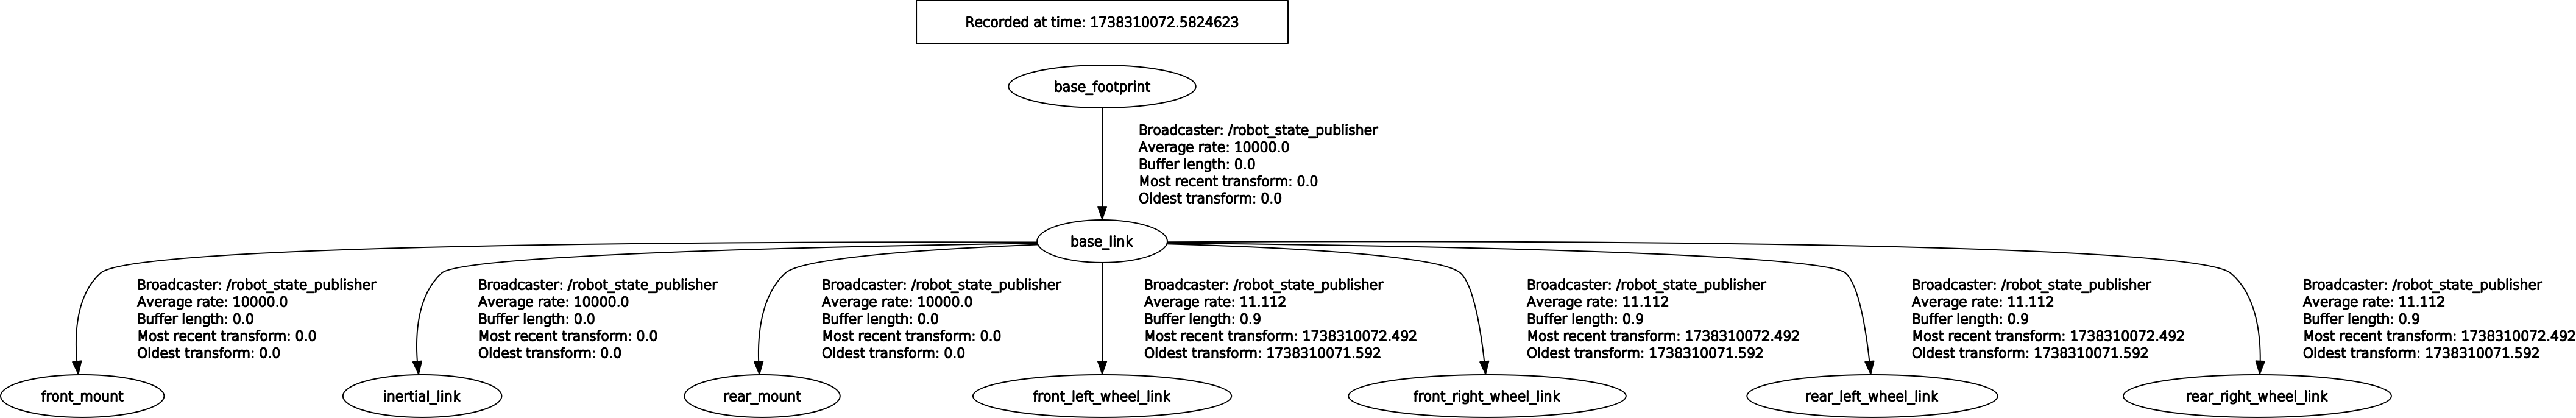 Recorded at time: 1738310072.5824623
base_footprint
Broadcaster: /robot_state_publisher
Average rate: 10000.0
Buffer length: 0.0
Most recent transform: 0.0
Oldest transform: 0.0
base_link
Broadcaster: /robot_state_publisher
Average rate: 10000.0
Buffer length: 0.0
Most recent transform: 0.0
Oldest transform: 0.0
Broadcaster: /robot_state_publisher
Average rate: 10000.0
Buffer length: 0.0
Most recent transform: 0.0
Oldest transform: 0.0
Broadcaster: /robot_state_publisher
Average rate: 10000.0
Buffer length: 0.0
Most recent transform: 0.0
Oldest transform: 0.0
Broadcaster: /robot_state_publisher
Average rate: 11.112
Buffer length: 0.9
Most recent transform: 1738310072.492
Oldest transform: 1738310071.592
Broadcaster: /robot_state_publisher
Average rate: 11.112
Buffer length: 0.9
Most recent transform: 1738310072.492
Oldest transform: 1738310071.592
Broadcaster: /robot_state_publisher
Average rate: 11.112
Buffer length: 0.9
Most recent transform: 1738310072.492
Oldest transform: 1738310071.592
Broadcaster: /robot_state_publisher
Average rate: 11.112
Buffer length: 0.9
Most recent transform: 1738310072.492
Oldest transform: 1738310071.592
front_mount
inertial_link
rear_mount
front_left_wheel_link
front_right_wheel_link
rear_left_wheel_link
rear_right_wheel_link